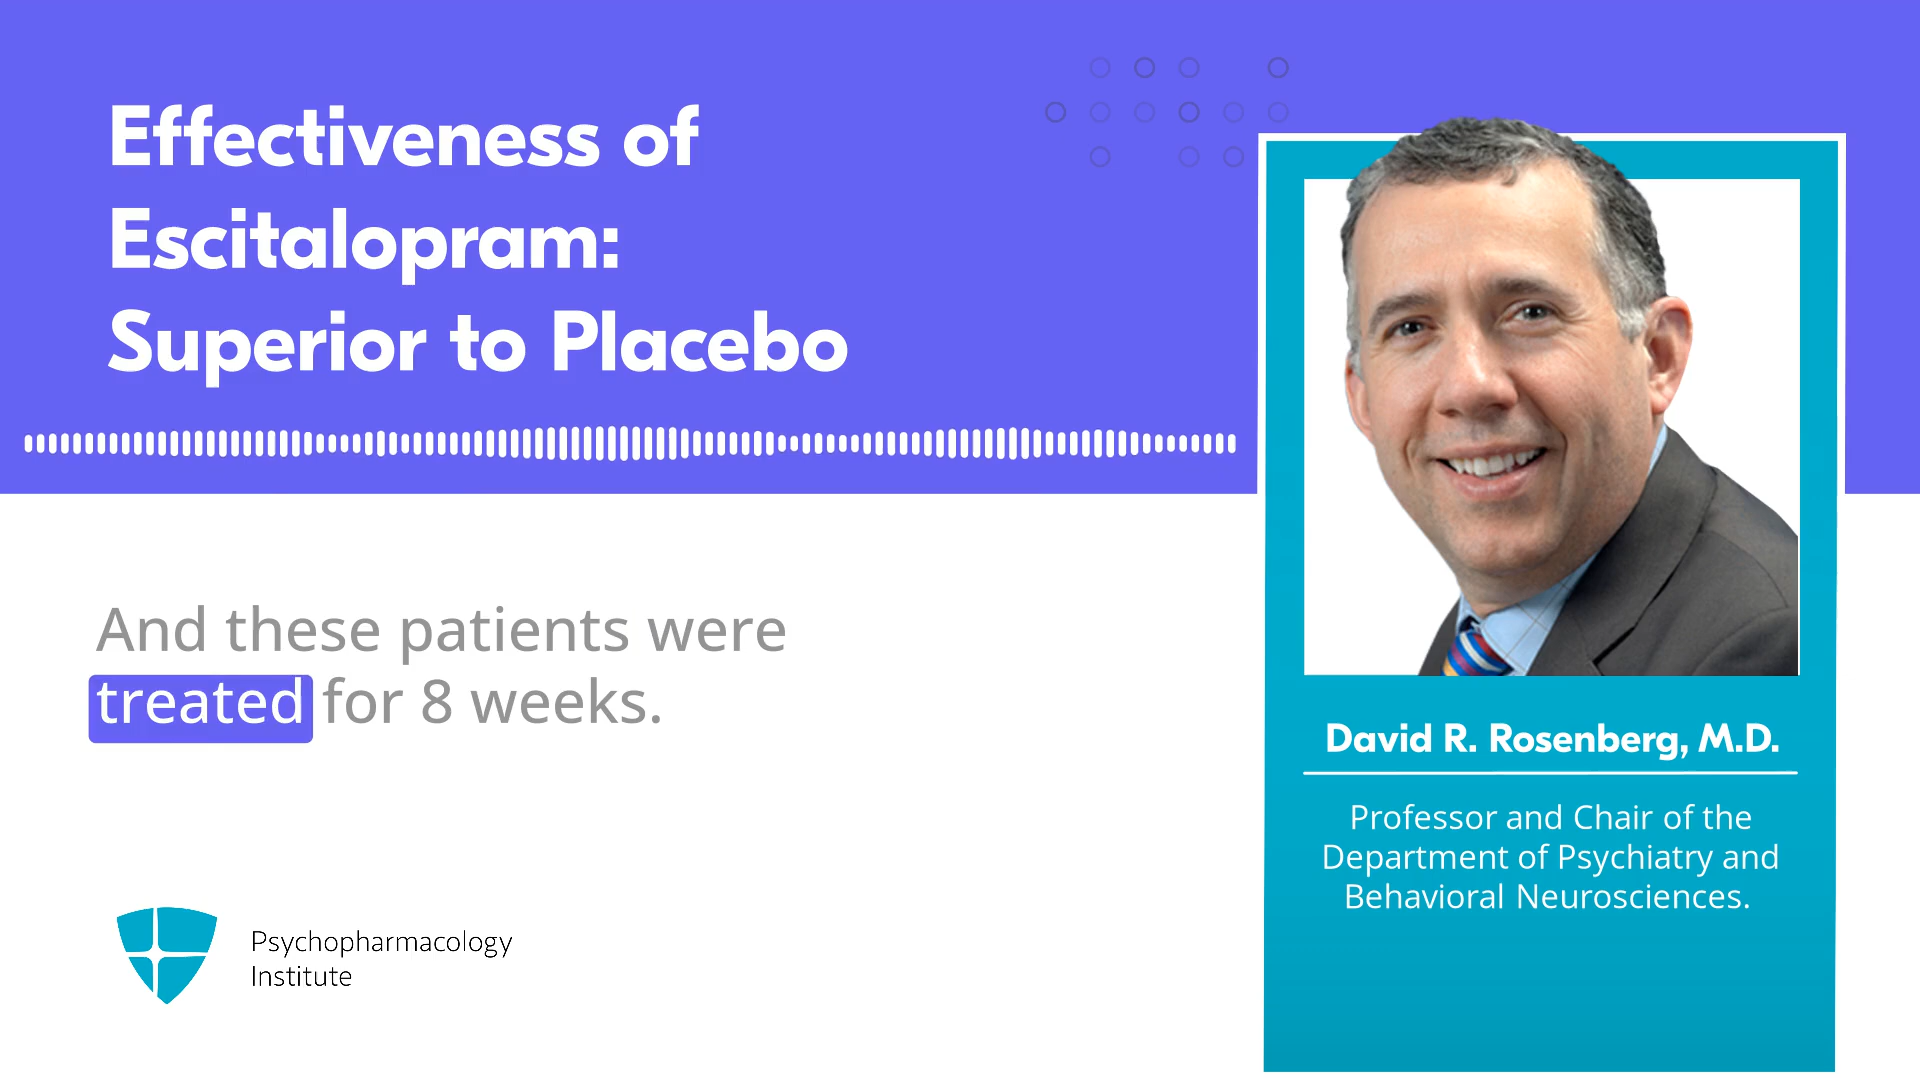 Effectiveness of
Escitalopram:
Superior to Placebo
And these patients were
treated for 8 weeks.
Psychopharmacology
Institute
David R. Rosenberg, M.D.
Professor and Chair of the
Department of Psychiatry and
Behavioral Neurosciences.